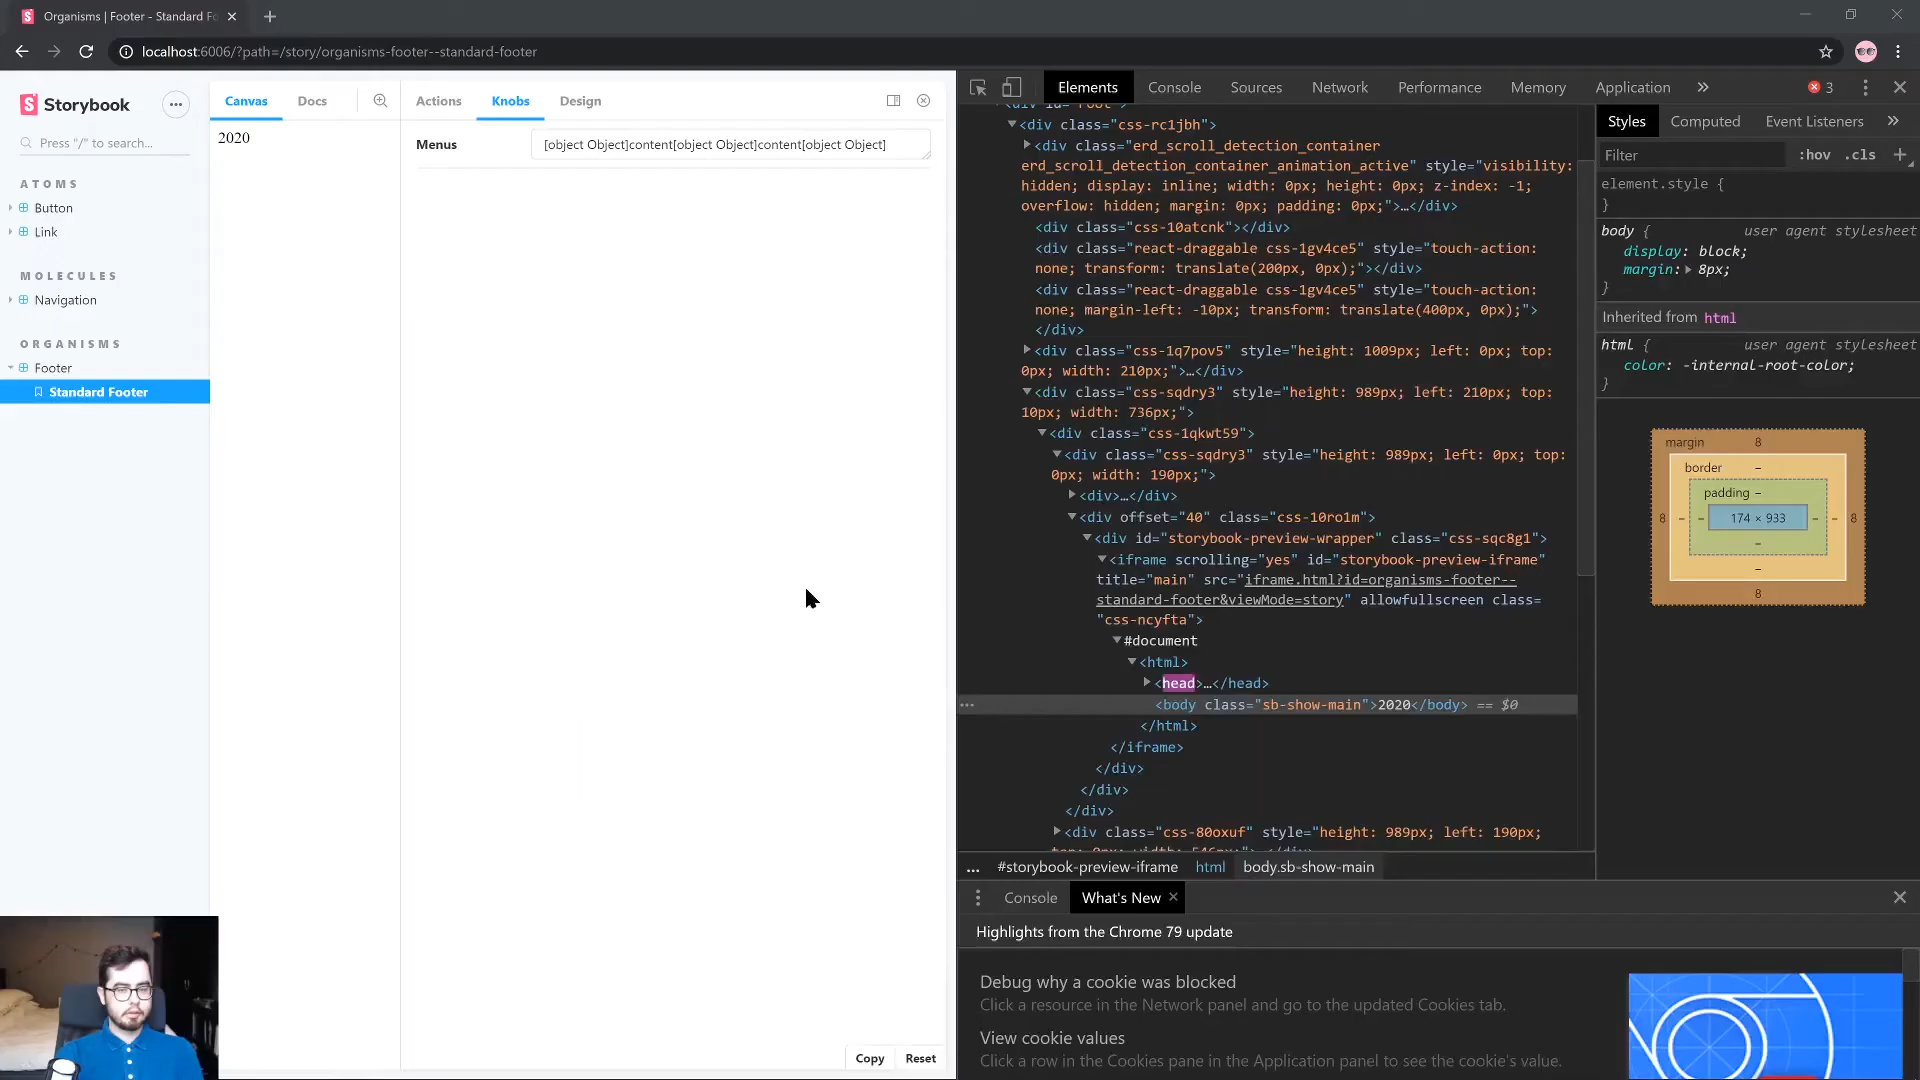 Organisms | Footer - Standard Fo
localhost:6006/?path=/story/organisms-footer--standard-footer
Storybook
Press "/" to search...
ATOMS
Button
Link
MOLECULES
Navigation
ORGANISMS
Footer
Standard Footer
Canvas
Docs
2020
Actions
Knobs
Design
Menus
[object Object]content[object Object]content[object Object]
Copy
Reset
Elements
Console
Sources
Network
Performance
Memory
Application
3
<div class="css-rc1jbh">
<div class="erd_scroll_detection_container
erd_scroll_detection_container_animation_active" style="visibility:
hidden; display: inline; width: 0px; height: 0px; z-index: -1;
overflow: hidden; margin: 0px; padding: 0px;">…</div>
<div class="css-10atcnk"></div>
<div class="react-draggable css-1gv4ce5" style="touch-action:
none; transform: translate(200px, 0px);"></div>
<div class="react-draggable css-1gv4ce5" style="touch-action:
none; margin-left: -10px; transform: translate(400px, 0px);">
</div>
<div class="css-1q7pov5" style="height: 1009px; left: 0px; top:
0px; width: 210px;">…</div>
<div class="css-sqdry3" style="height: 989px; left: 210px; top:
10px; width: 736px;">
<div class="css-1qkwt59">
<div class="css-sqdry3" style="height: 989px; left: 0px; top:
0px; width: 190px;">
<div>…</div>
<div offset="40" class="css-10ro1m">
<div id="storybook-preview-wrapper" class="css-sqc8g1">
<iframe scrolling="yes" id="storybook-preview-iframe"
title="main" src="iframe.html?id=organisms-footer--
standard-footer&viewMode=story" allowfullscreen class=
"css-ncyfta">
#document
<html>
<head>…</head>
<body class="sb-show-main">2020</body> == $0
</html>
</iframe>
</div>
</div>
</div>
<div class="css-80oxuf" style="height: 989px; left: 190px;
... #storybook-preview-iframe html body.sb-show-main
Styles
Computed
Event Listeners
Filter
:hov .cls
element.style {
}
body { user agent stylesheet
display: block;
margin: 8px;
}
Inherited from html
html { user agent stylesheet
color: -internal-root-color;
}
margin 8
border –
padding –
8 – – 174 × 933 – – 8
–
–
8
Console
What's New
Highlights from the Chrome 79 update
Debug why a cookie was blocked
Click a resource in the Network panel and go to the updated Cookies tab.
View cookie values
Click a row in the Cookies pane in the Application panel to see the cookie's value.